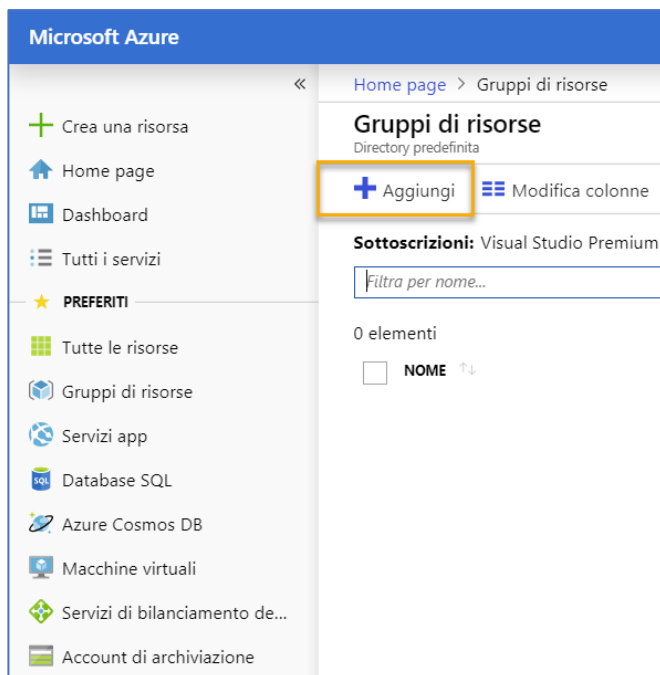 Microsoft Azure
«
Crea una risorsa
Home page
Dashboard
Tutti i servizi
PREFERITI
Tutte le risorse
Gruppi di risorse
Servizi app
SQL
Database SQL
Azure Cosmos DB
Macchine virtuali
Servizi di bilanciamento de...
Account di archiviazione
Home page > Gruppi di risorse
Gruppi di risorse
Directory predefinita
Aggiungi Modifica colonne
Sottoscrizioni: Visual Studio Premium
Filtra per nome...
0 elementi
NOME ↑↓